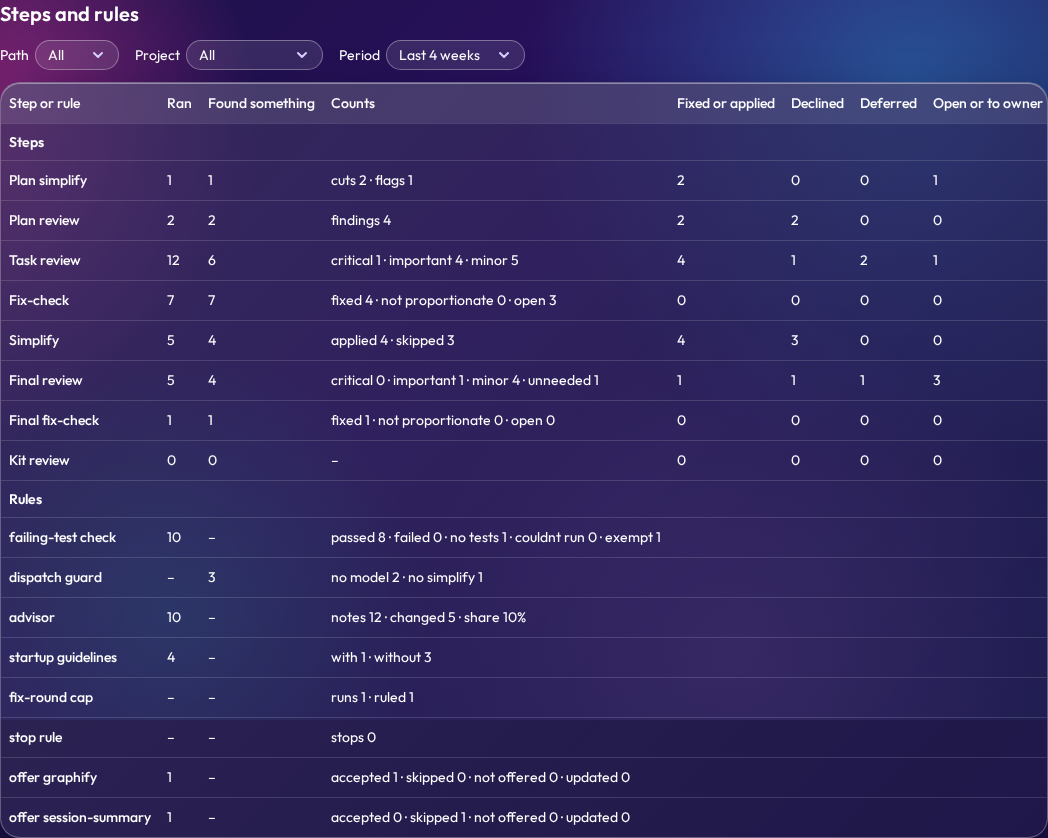 Steps and rules
Path All Project All Period Last 4 weeks
Step or rule Ran Found something Counts Fixed or applied Declined Deferred Open or to owner
Steps
Plan simplify 1 1 cuts 2 · flags 1 2 0 0 1
Plan review 2 2 findings 4 2 2 0 0
Task review 12 6 critical 1 · important 4 · minor 5 4 1 2 1
Fix-check 7 7 fixed 4 · not proportionate 0 · open 3 0 0 0 0
Simplify 5 4 applied 4 · skipped 3 4 3 0 0
Final review 5 4 critical 0 · important 1 · minor 4 · unneeded 1 1 1 1 3
Final fix-check 1 1 fixed 1 · not proportionate 0 · open 0 0 0 0 0
Kit review 0 0 – 0 0 0 0
Rules
failing-test check 10 – passed 8 · failed 0 · no tests 1 · couldnt run 0 · exempt 1
dispatch guard – 3 no model 2 · no simplify 1
advisor 10 – notes 12 · changed 5 · share 10%
startup guidelines 4 – with 1 · without 3
fix-round cap – – runs 1 · ruled 1
stop rule – – stops 0
offer graphify 1 – accepted 1 · skipped 0 · not offered 0 · updated 0
offer session-summary 1 – accepted 0 · skipped 1 · not offered 0 · updated 0